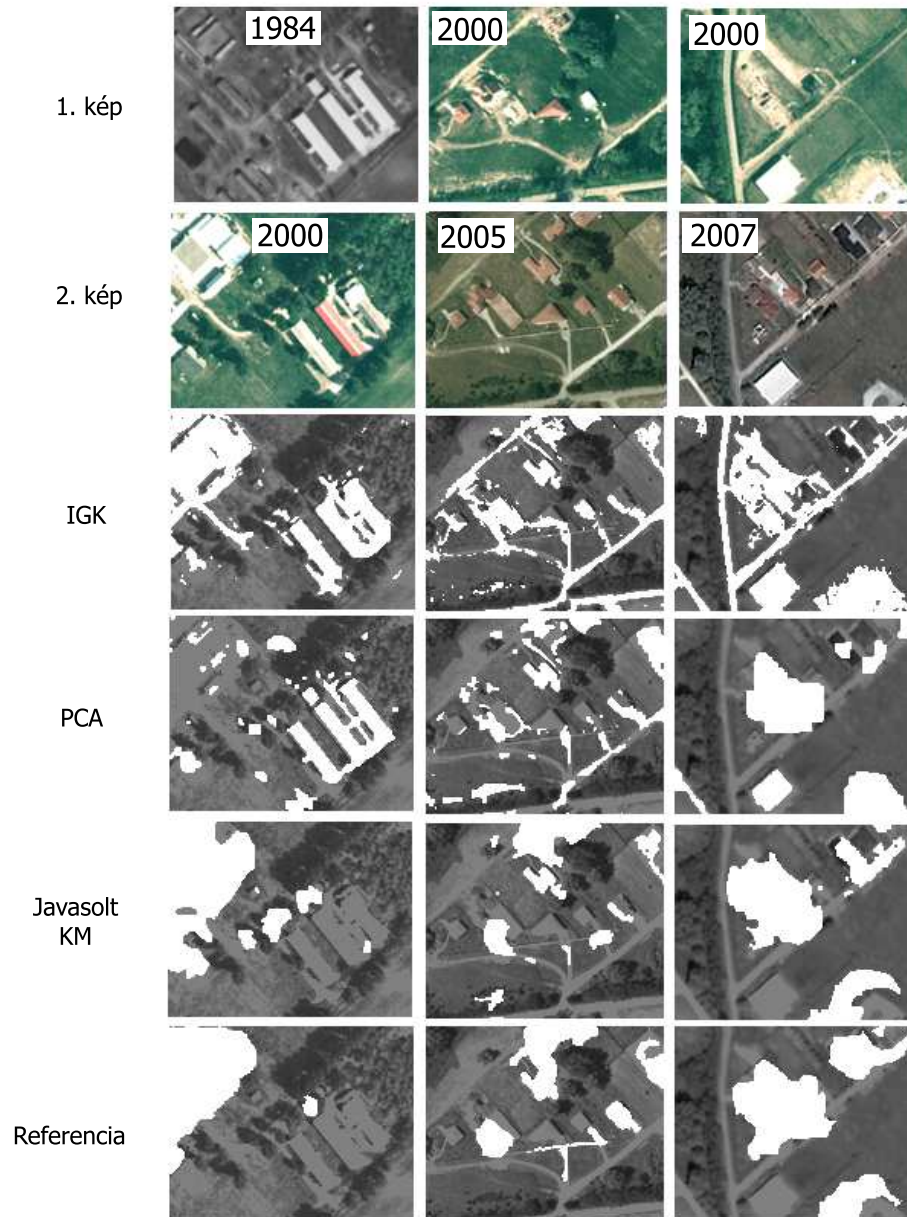 1984
2000
2000
1. kép
2000
2005
2007
2. kép
IGK
PCA
Javasolt
KM
Referencia